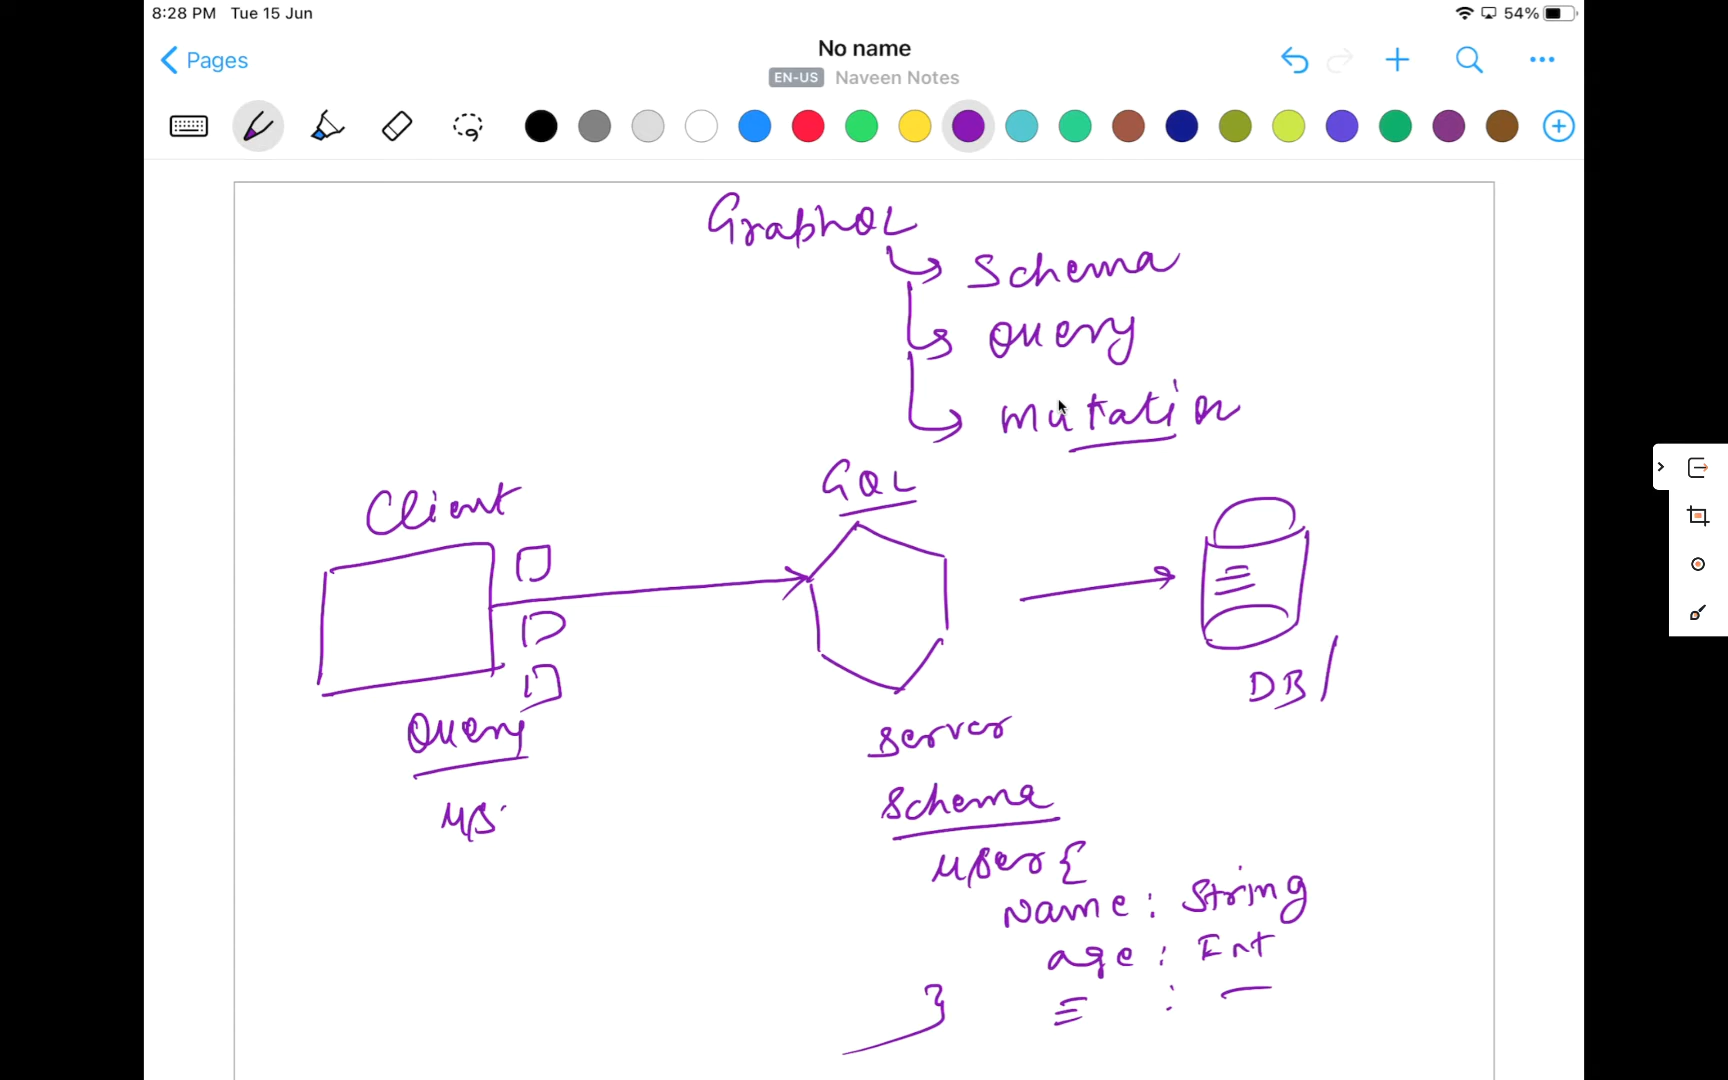 8:28 PM Tue 15 Jun
54%
Pages
No name
EN-US Naveen Notes
GraphQL
Schema
Query
Mutation
GQL
Client
DB
Query
Server
Schema
User {
Name : String
age : Int
:
}